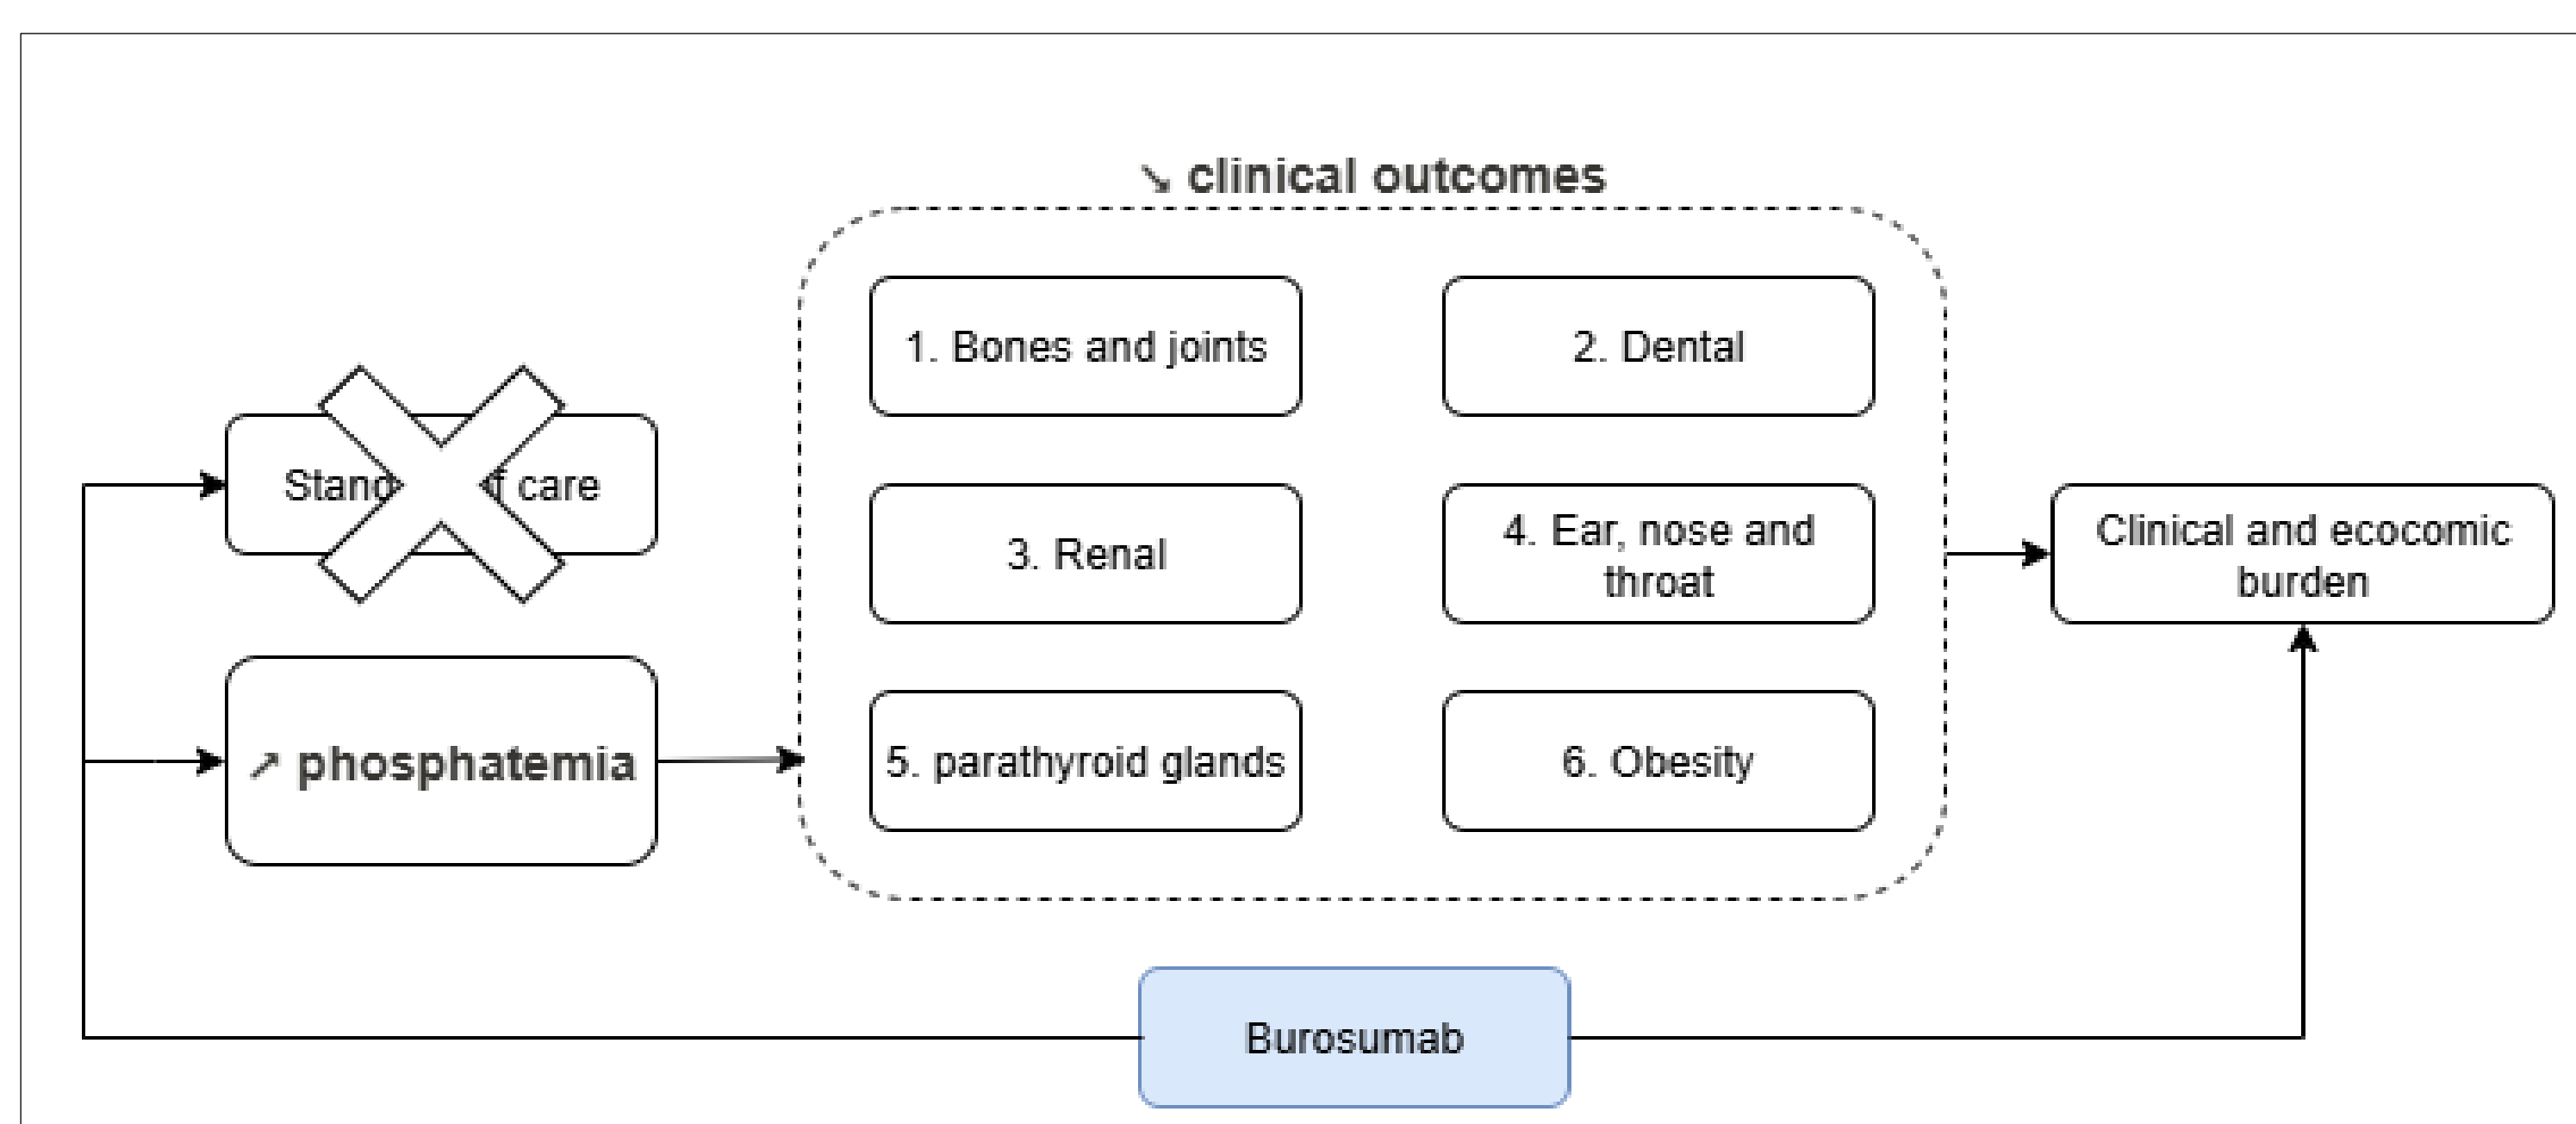 ↘ clinical outcomes
1. Bones and joints
2. Dental
care
3. Renal
4. Ear, nose and
throat
Clinical and ecocomic
burden
↗ phosphatemia
5. parathyroid glands
6. Obesity
Burosumab